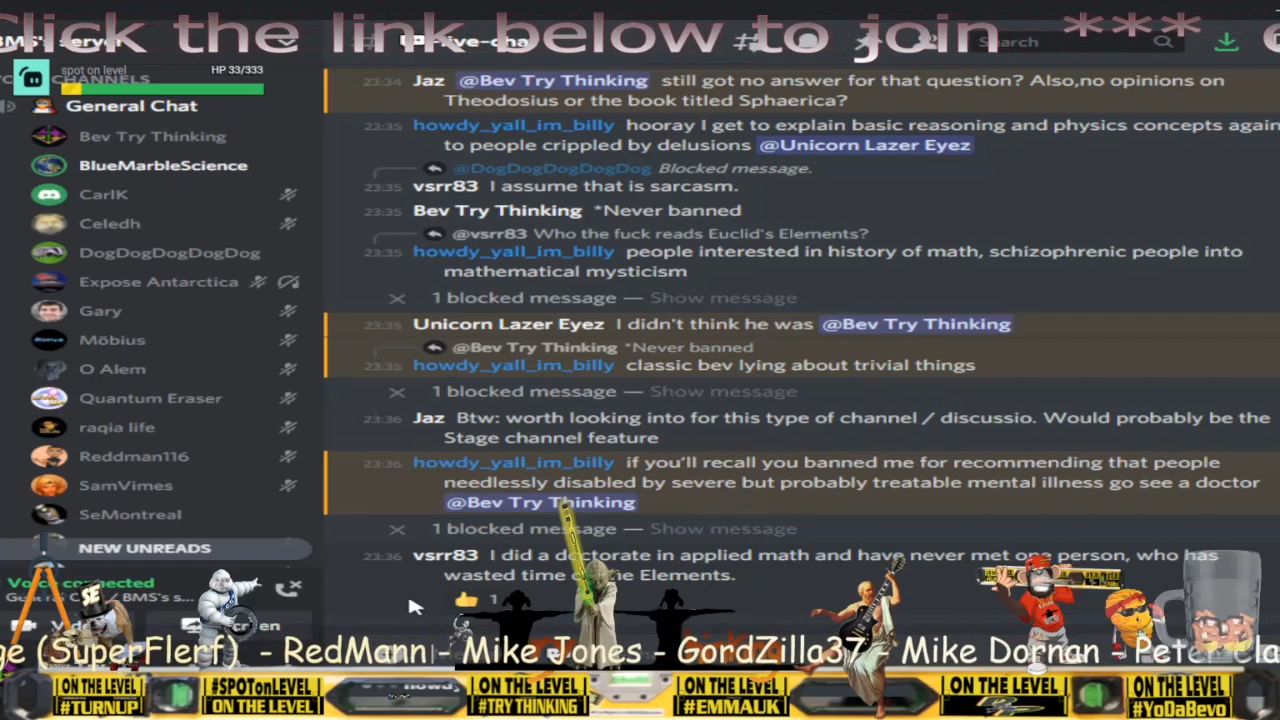 Click the link below to join *** e
BMS's server
live-cha
Search
spot on level
HP 33/333
CHANNELS
General Chat
Bev Try Thinking
BlueMarbleScience
CarlK
Celedh
DogDogDogDogDog
Expose Antarctica
Gary
Möbius
O Alem
Quantum Eraser
raqia life
Reddman116
SamVimes
SeMontreal
NEW UNREADS
Voice connected
BMS's s...
23:34 Jaz @Bev Try Thinking still got no answer for that question? Also,no opinions on
Theodosius or the book titled Sphaerica?
23:35 howdy_yall_im_billy hooray I get to explain basic reasoning and physics concepts again
to people crippled by delusions @Unicorn Lazer Eyez
@DogDogDogDogDog Blocked message.
23:35 vsrr83 I assume that is sarcasm.
23:35 Bev Try Thinking *Never banned
@vsrr83 Who the fuck reads Euclid's Elements?
23:35 howdy_yall_im_billy people interested in history of math, schizophrenic people into
mathematical mysticism
1 blocked message — Show message
23:35 Unicorn Lazer Eyez I didn't think he was @Bev Try Thinking
@Bev Try Thinking *Never banned
23:35 howdy_yall_im_billy classic bev lying about trivial things
1 blocked message — Show message
23:36 Jaz Btw: worth looking into for this type of channel / discussio. Would probably be the
Stage channel feature
23:36 howdy_yall_im_billy if you'll recall you banned me for recommending that people
needlessly disabled by severe but probably treatable mental illness go see a doctor
@Bev Try Thinking
1 blocked message — Show message
23:36 vsrr83 I did a doctorate in applied math and have never met one person, who has
wasted time the Elements.
1
SE
ge (SuperFlerf) - RedMann - Mike Jones - GordZilla37 - Mike Dornan - Pete
ON THE LEVEL
#TURNUP
#SPOTonLEVEL
ON THE LEVEL
ON THE LEVEL
#TRY THINKING
ON THE LEVEL
#EMMAUK
ON THE LEVEL
ON THE LEVEL
#YoDaBevo